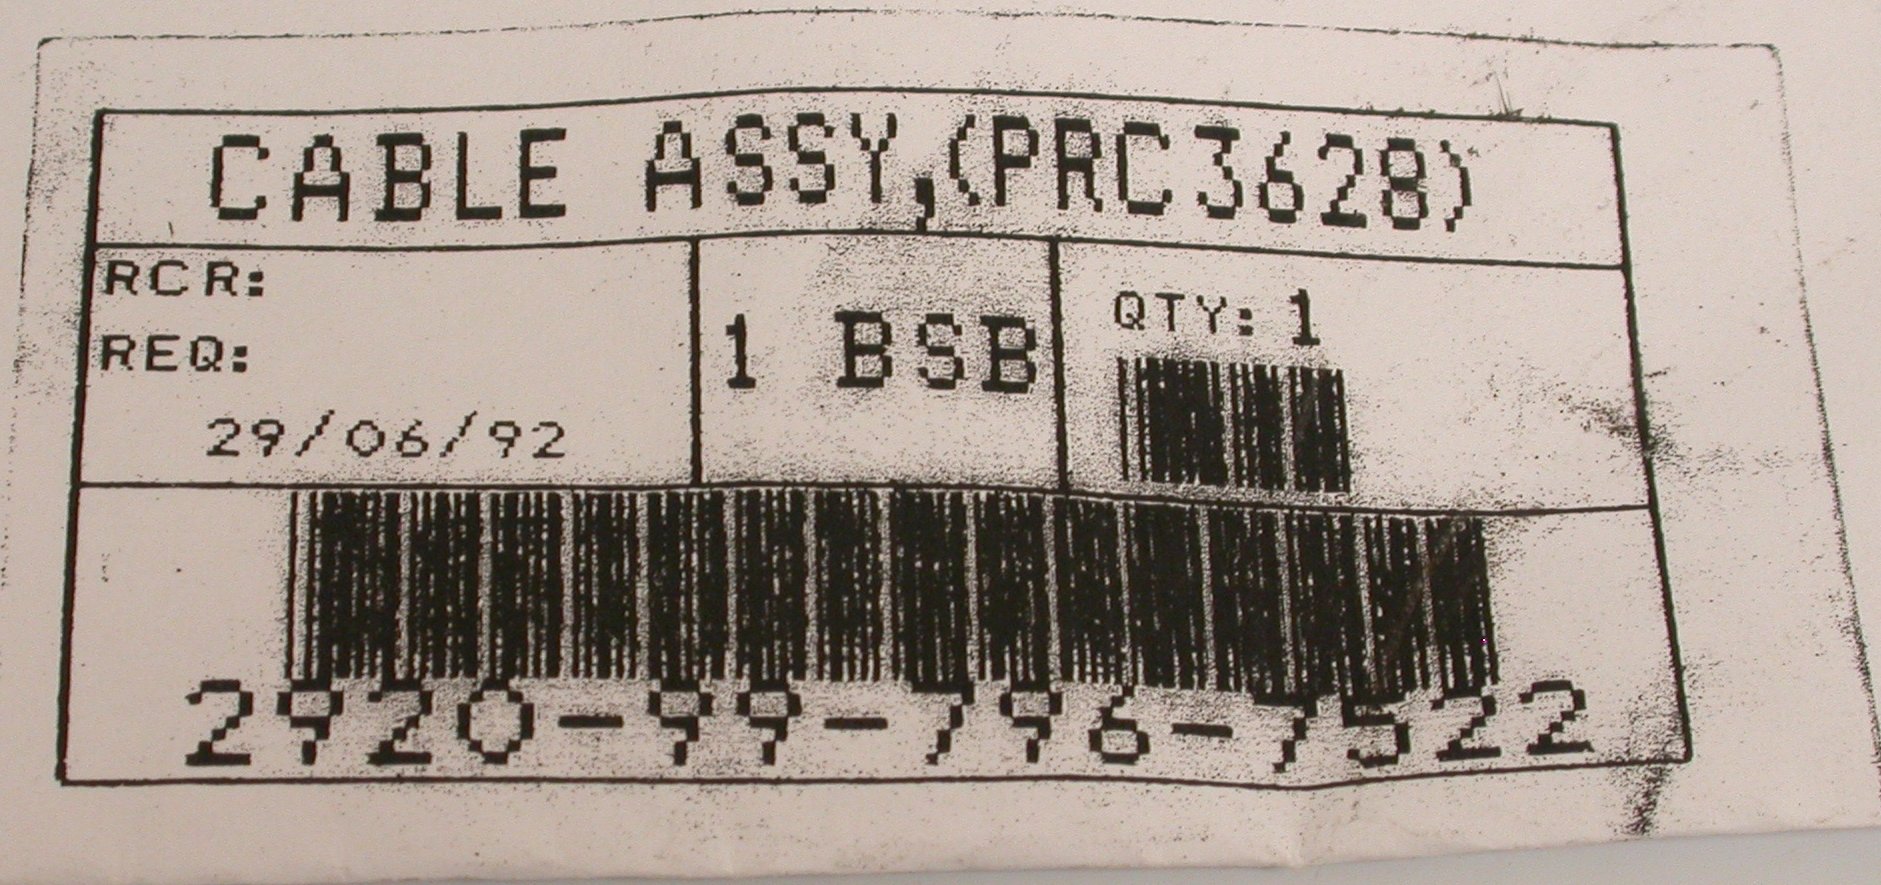 CABLE ASSY,(PRC3628)
RCR:
REQ:
29/06/92
1 BSB
QTY: 1
2920-99-796-7522